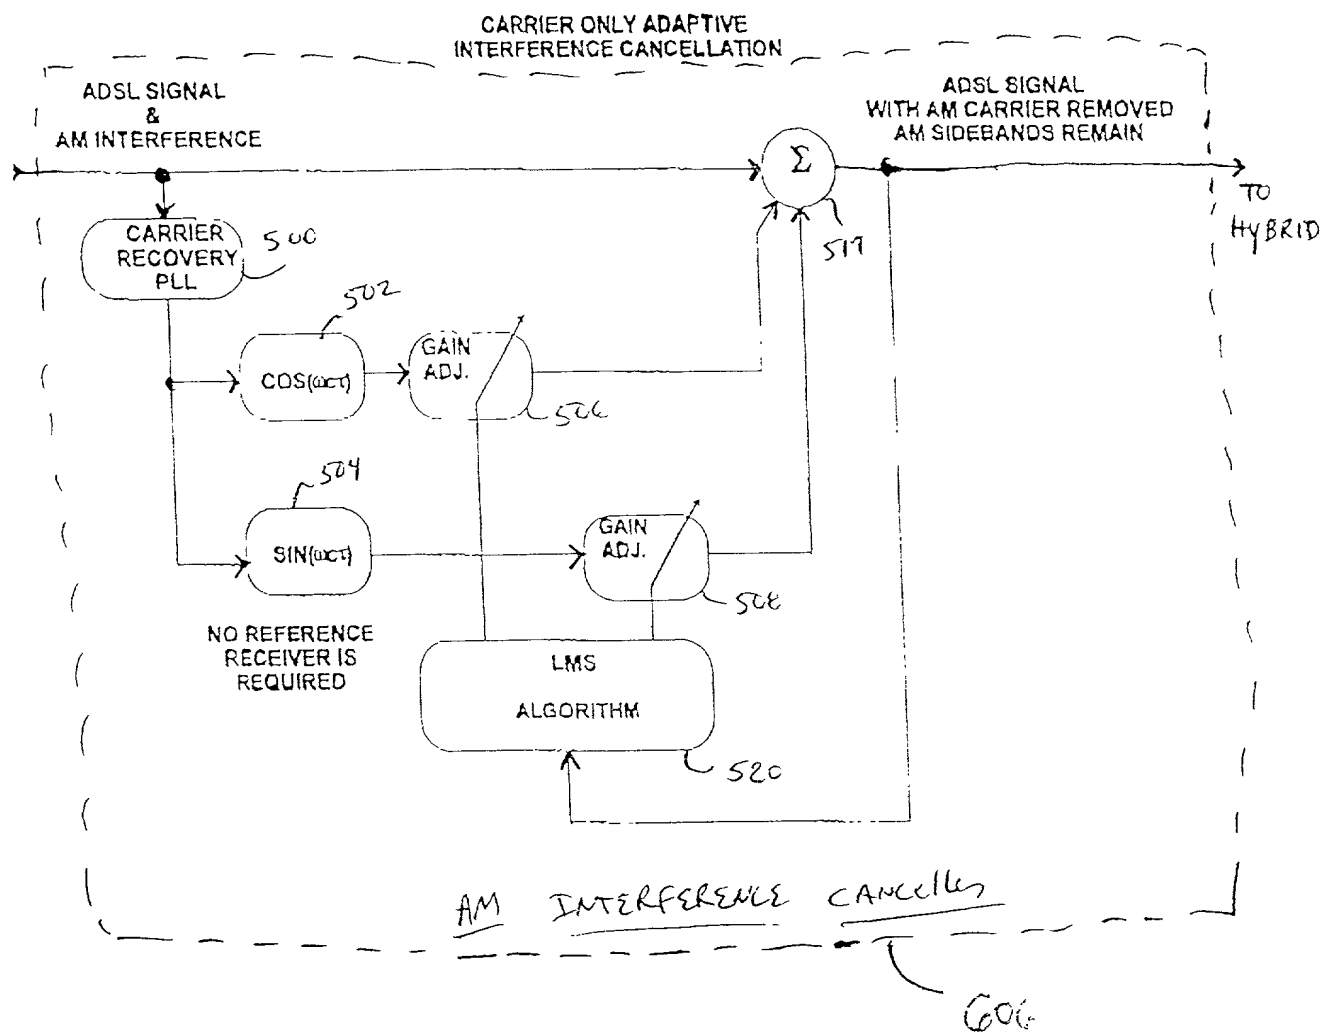 CARRIER ONLY ADAPTIVE
INTERFERENCE CANCELLATION
ADSL SIGNAL
&
AM INTERFERENCE
ADSL SIGNAL
WITH AM CARRIER REMOVED
AM SIDEBANDS REMAIN
Σ
TO
HYBRID
CARRIER
RECOVERY
PLL
500
502
COS(ωCT)
GAIN
ADJ.
506
504
SIN(ωCT)
GAIN
ADJ.
508
NO REFERENCE
RECEIVER IS
REQUIRED
LMS
ALGORITHM
520
AM INTERFERENCE
606